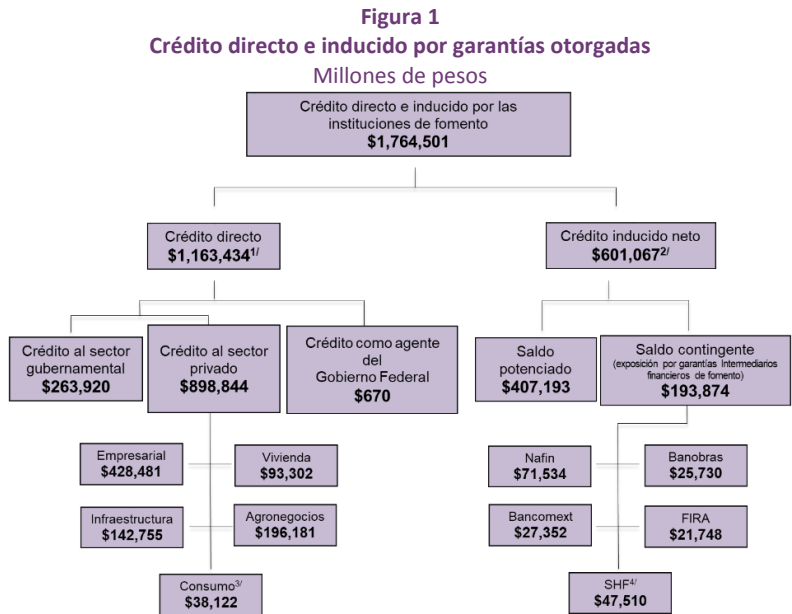 Figura 1
Crédito directo e inducido por garantías otorgadas
Millones de pesos
Crédito directo e inducido por las
instituciones de fomento
$1,764,501
Crédito directo
$1,163,434¹/
Crédito inducido neto
$601,067²/
Crédito al sector
gubernamental
$263,920
Crédito al sector
privado
$898,844
Crédito como agente
del
Gobierno Federal
$670
Saldo
potenciado
$407,193
Saldo contingente
(exposición por garantías Intermediarios
financieros de fomento)
$193,874
Empresarial
$428,481
Vivienda
$93,302
Infraestructura
$142,755
Agronegocios
$196,181
Consumo³/
$38,122
Nafin
$71,534
Banobras
$25,730
Bancomext
$27,352
FIRA
$21,748
SHF⁴/
$47,510